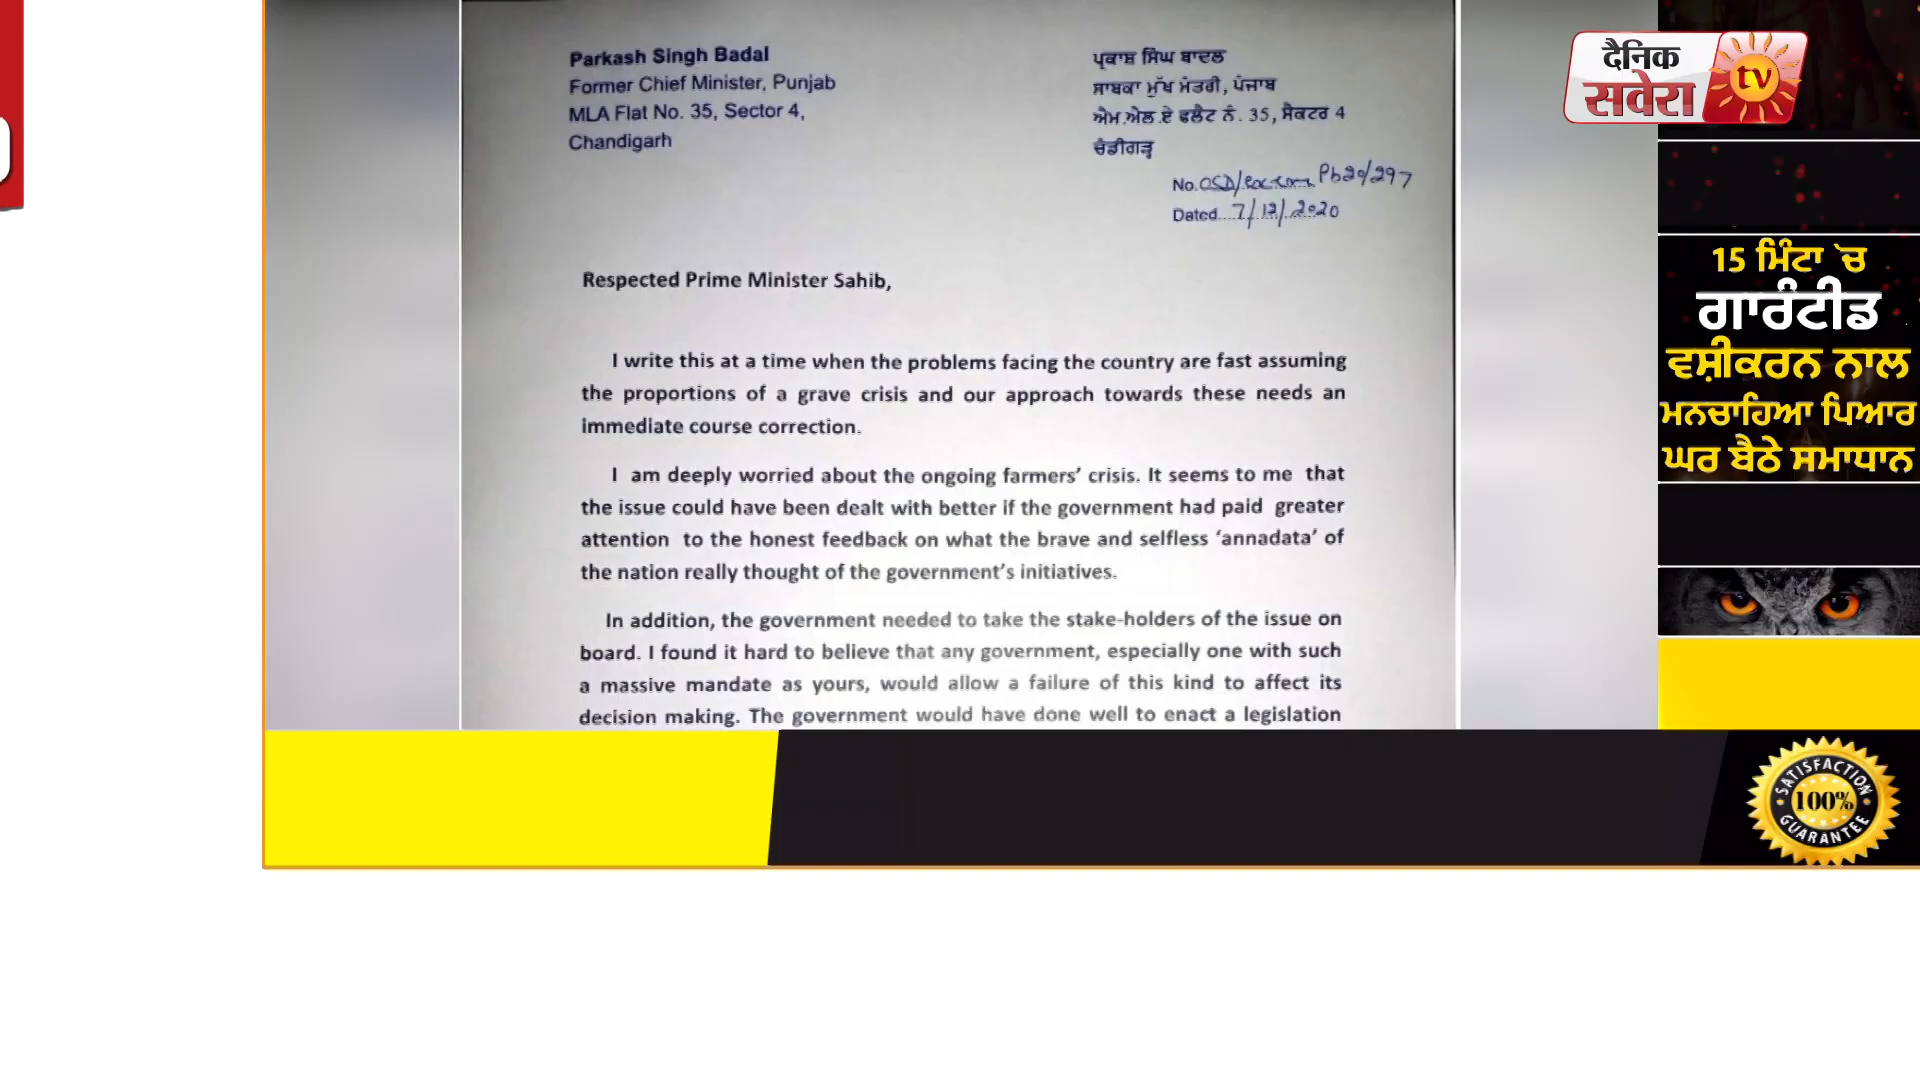 Parkash Singh Badal
Former Chief Minister, Punjab
MLA Flat No. 35, Sector 4,
Chandigarh
ਪ੍ਰਕਾਸ਼ ਸਿੰਘ ਬਾਦਲ
ਸਾਬਕਾ ਮੁੱਖ ਮੰਤਰੀ, ਪੰਜਾਬ
ਐਮ.ਐਲ.ਏ ਫਲੈਟ ਨੰ. 35, ਸੈਕਟਰ 4
ਚੰਡੀਗੜ੍ਹ
No. OSD/ Pb20/297
Dated 7/12/2020
Respected Prime Minister Sahib,
I write this at a time when the problems facing the country are fast assuming
the proportions of a grave crisis and our approach towards these needs an
immediate course correction.
I am deeply worried about the ongoing farmers’ crisis. It seems to me that
the issue could have been dealt with better if the government had paid greater
attention to the honest feedback on what the brave and selfless ‘annadata’ of
the nation really thought of the government’s initiatives.
In addition, the government needed to take the stake-holders of the issue on
board. I found it hard to believe that any government, especially one with such
a massive mandate as yours, would allow a failure of this kind to affect its
decision making. The government would have done well to enact a legislation
दैनिक
सवेरा
tv
15 ਮਿੰਟਾ `ਚ
ਗਾਰੰਟੀਡ
ਵਸ਼ੀਕਰਨ ਨਾਲ
ਮਨਚਾਹਿਆ ਪਿਆਰ
ਘਰ ਬੈਠੇ ਸਮਾਧਾਨ
SATISFACTION
100%
GUARANTEE